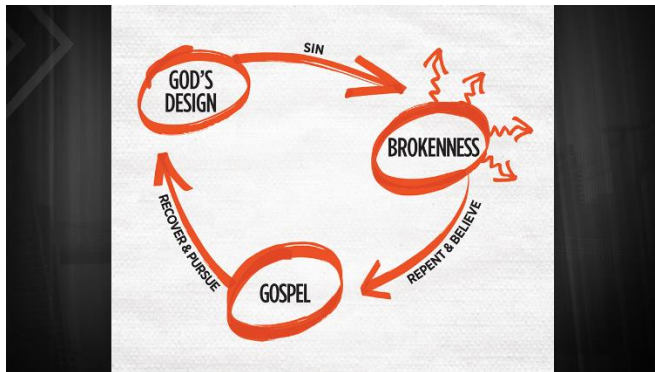 SIN
GOD'S
DESIGN
BROKENNESS
REPENT & BELIEVE
GOSPEL
RECOVER & PURSUE